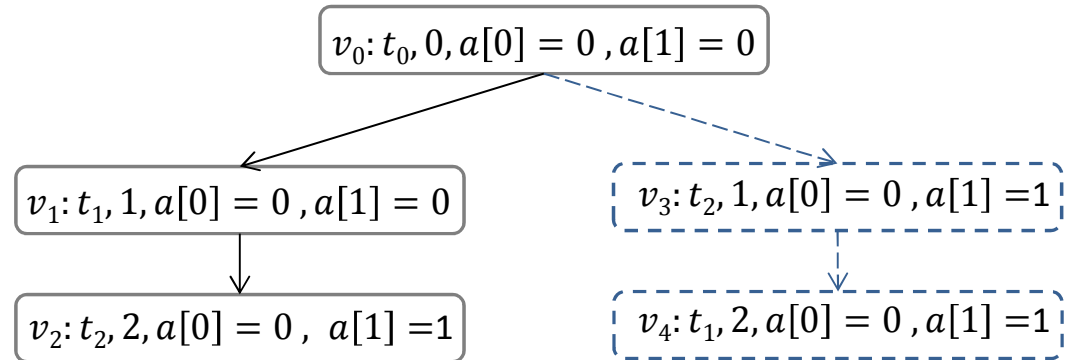 v₀: t₀, 0, a[0] = 0 , a[1] = 0
v₁: t₁, 1, a[0] = 0 , a[1] = 0
v₃: t₂, 1, a[0] = 0 , a[1] =1
v₂: t₂, 2, a[0] = 0 , a[1] =1
v₄: t₁, 2, a[0] = 0 , a[1] =1